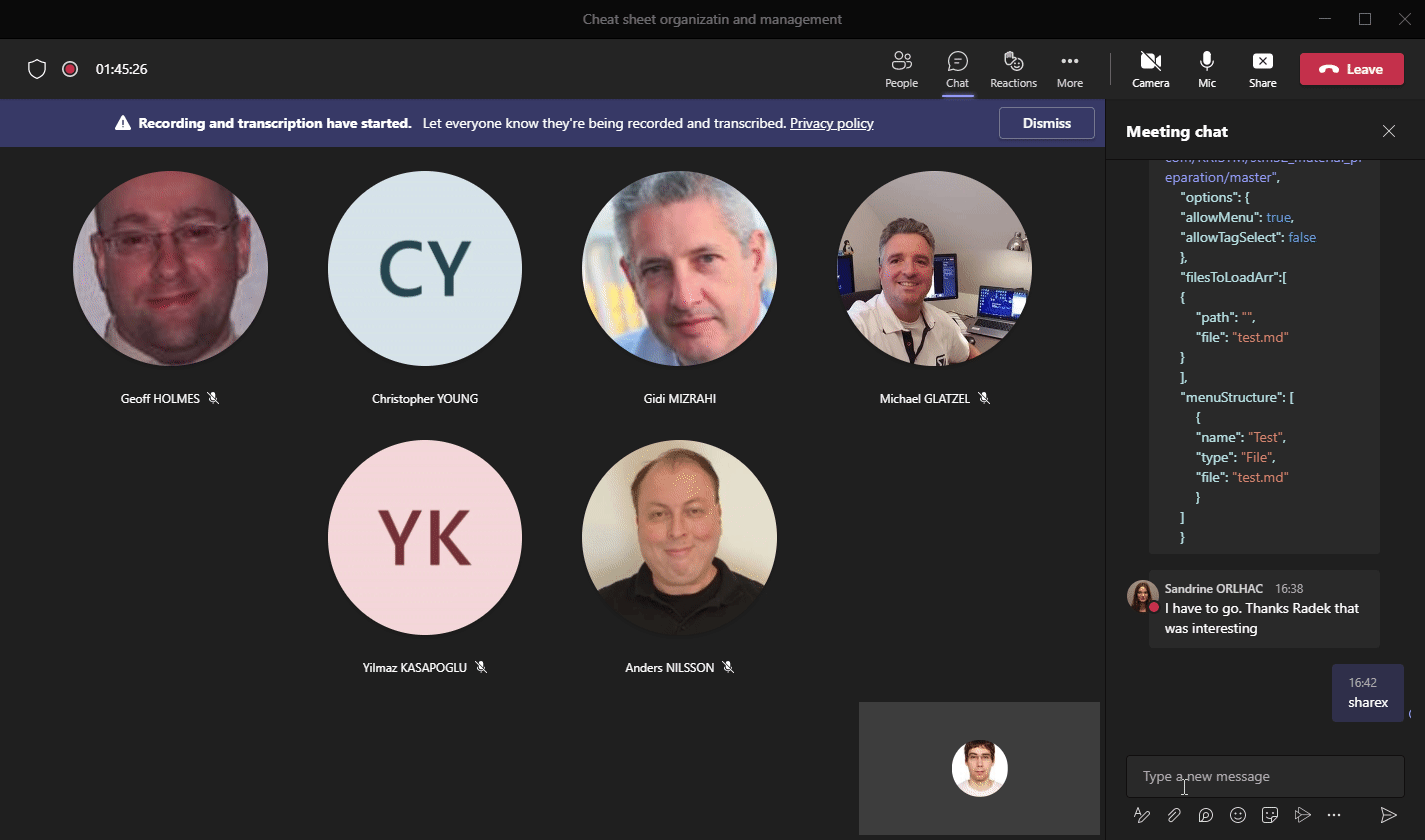 Cheat sheet organizatin and management
01:45:26
People
Chat
Reactions
More
Camera
Mic
Share
Leave
Recording and transcription have started. Let everyone know they're being recorded and transcribed. Privacy policy
Dismiss
CY
Geoff HOLMES
Christopher YOUNG
Gidi MIZRAHI
Michael GLATZEL
YK
Yilmaz KASAPOGLU
Anders NILSSON
Meeting chat
eparation/master",
"options": {
"allowMenu": true,
"allowTagSelect": false
},
"filesToLoadArr":[
{
"path": "",
"file": "test.md"
}
],
"menuStructure": [
{
"name": "Test",
"type": "File",
"file": "test.md"
}
]
}
Sandrine ORLHAC 16:38
I have to go. Thanks Radek that
was interesting
16:42
sharex
Type a new message